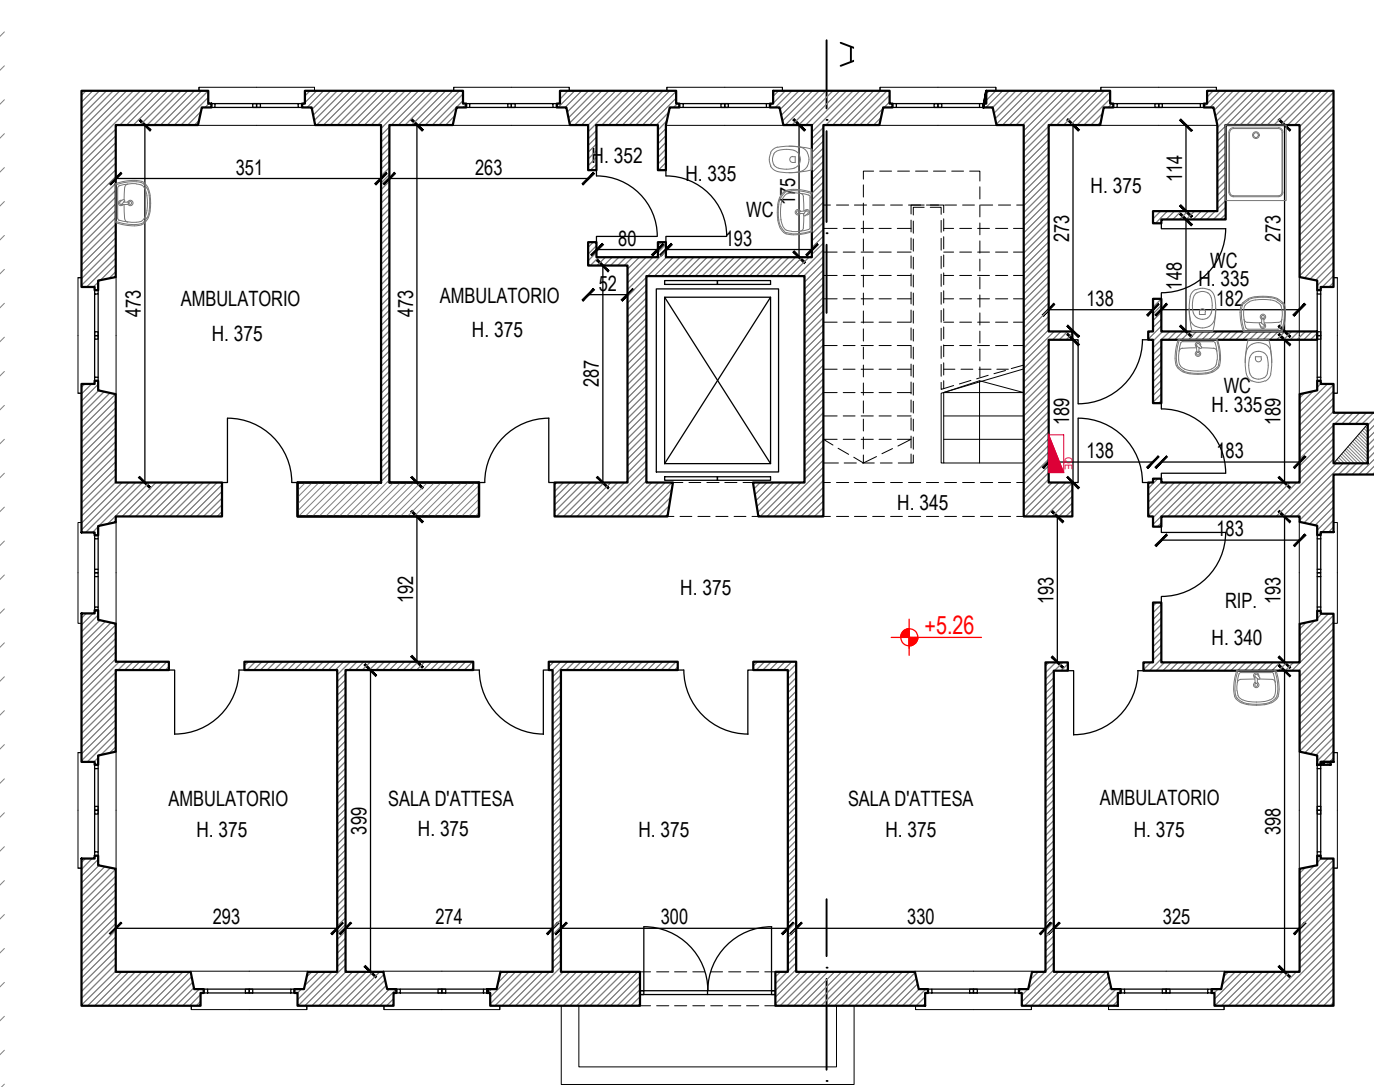 A
351
263
H. 352
H. 335
175
WC
80
193
52
473
AMBULATORIO
H. 375
473
AMBULATORIO
H. 375
287
H. 375
114
273
273
148
WC
H. 335
138
182
189
WC
H. 335
189
138
183
QE
H. 345
192
H. 375
+5.26
193
183
193
RIP.
H. 340
AMBULATORIO
H. 375
399
SALA D'ATTESA
H. 375
H. 375
SALA D'ATTESA
H. 375
AMBULATORIO
H. 375
398
293
274
300
330
325